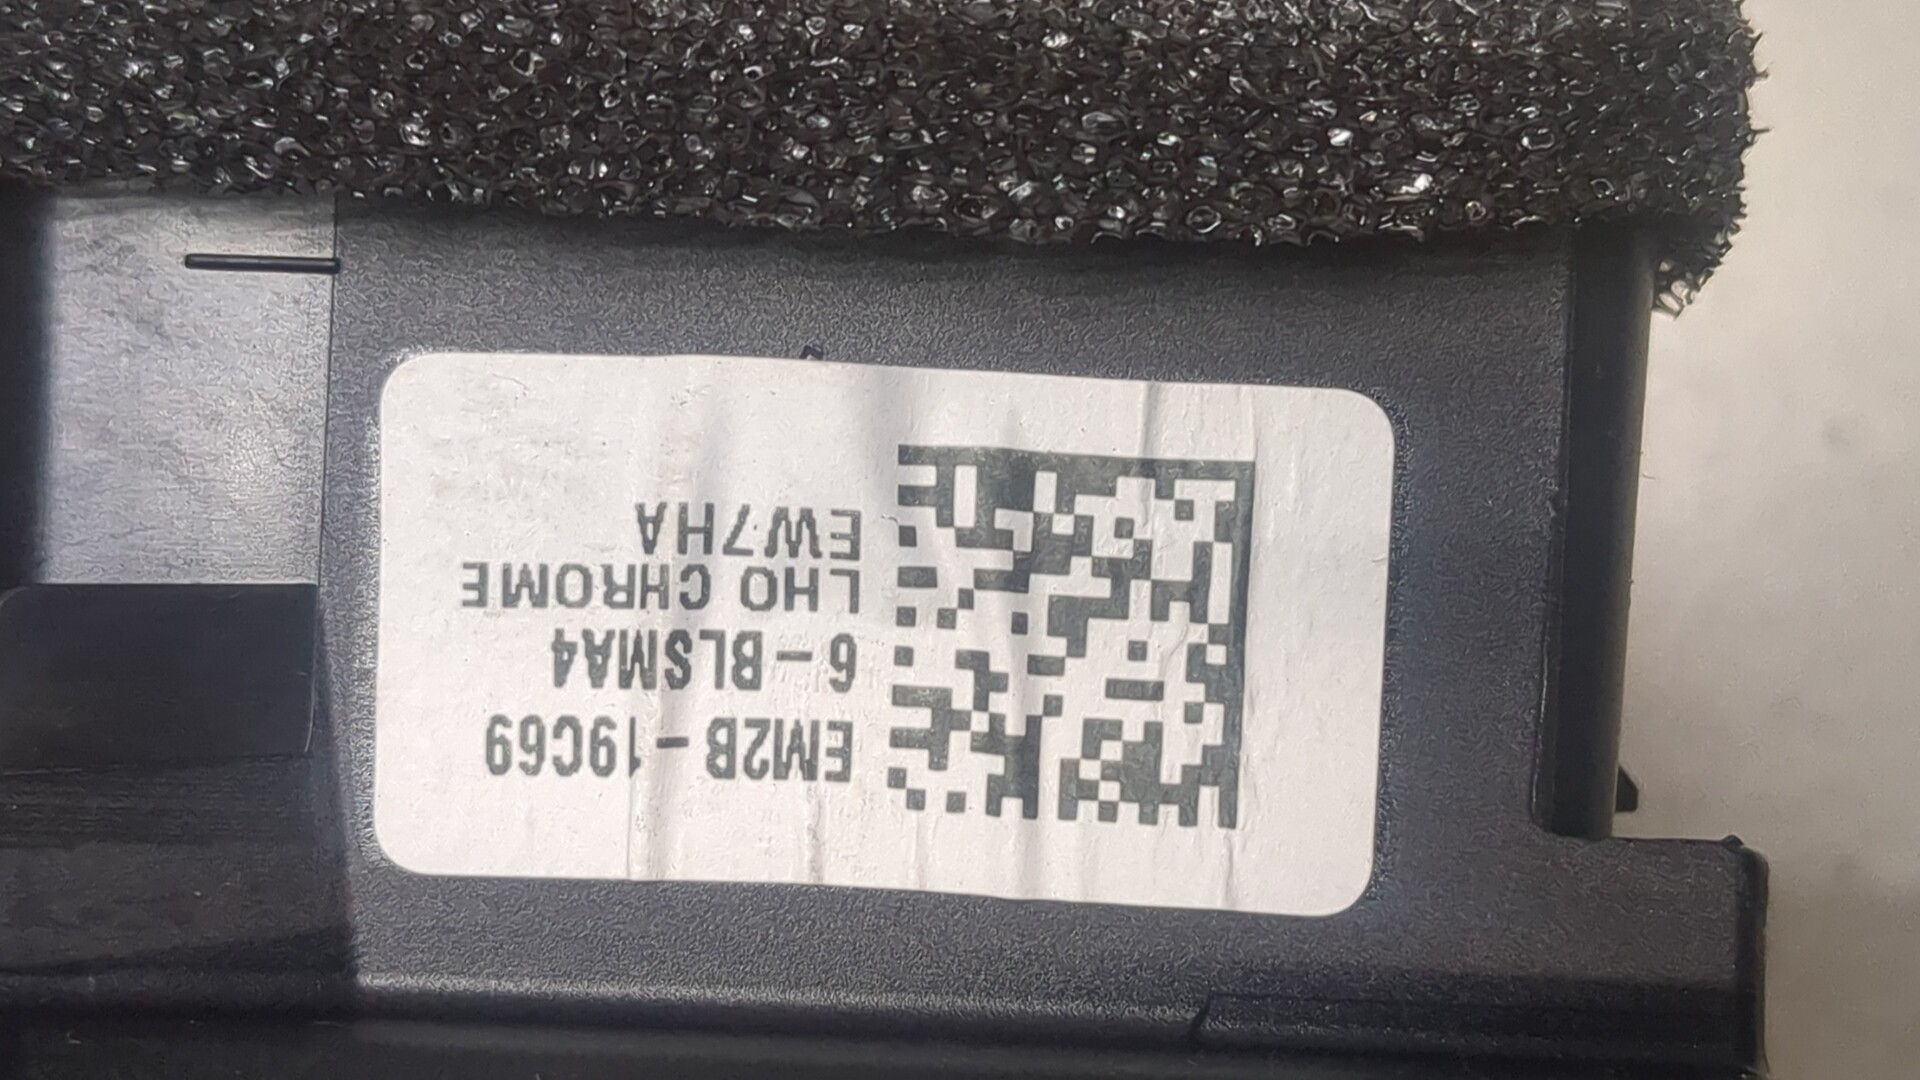 EM2B-19C69
6-BLSMA4
LHO CHROME
EW7HA